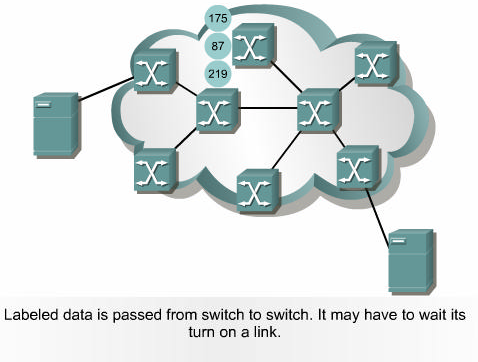 175
87
219
Labeled data is passed from switch to switch. It may have to wait its
turn on a link.